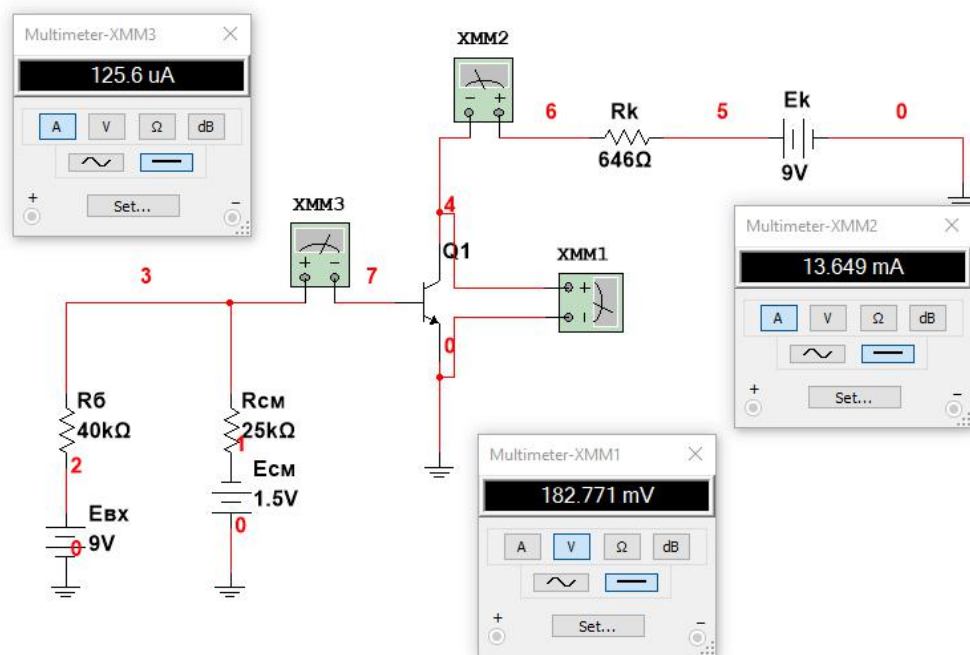 Multimeter-XMM3
125.6 uA
A V Ω dB
Set...
+ −
XMM2
− +
6
Rk
646Ω
5
Ek
9V
0
Multimeter-XMM2
13.649 mA
A V Ω dB
Set...
+ −
XMM3
+ −
3
7
4
Q1
XMM1
+
0
Rб
40kΩ
2
Eвх
9V
0
Rсм
25kΩ
1
Eсм
1.5V
0
Multimeter-XMM1
182.771 mV
A V Ω dB
Set...
+ −